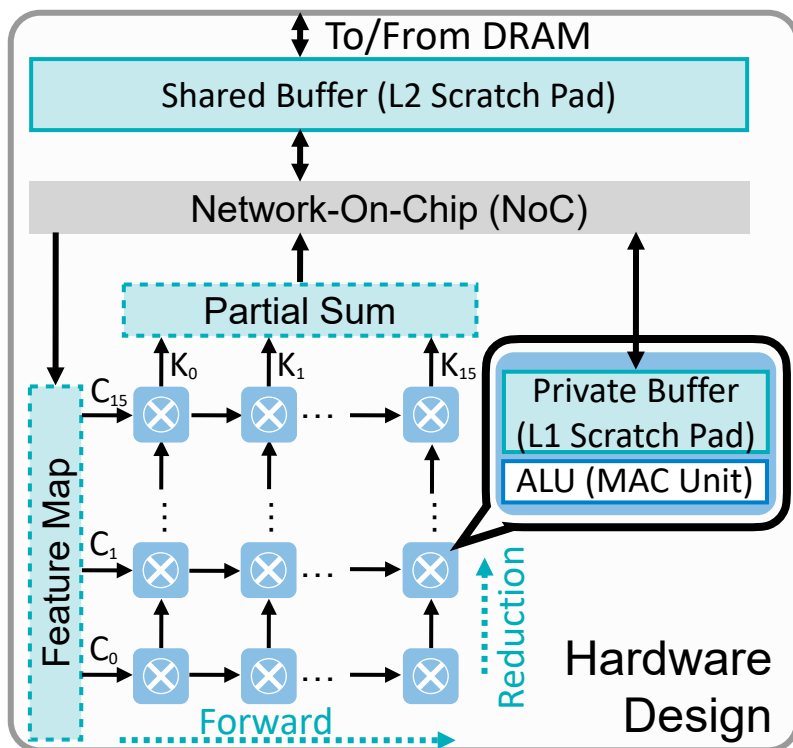 To/From DRAM
Shared Buffer (L2 Scratch Pad)
Network-On-Chip (NoC)
Partial Sum
K₀
K₁
K₁₅
C₁₅
Private Buffer
(L1 Scratch Pad)
ALU (MAC Unit)
...
Feature Map
C₁
...
C₀
...
Reduction
Forward
Hardware
Design